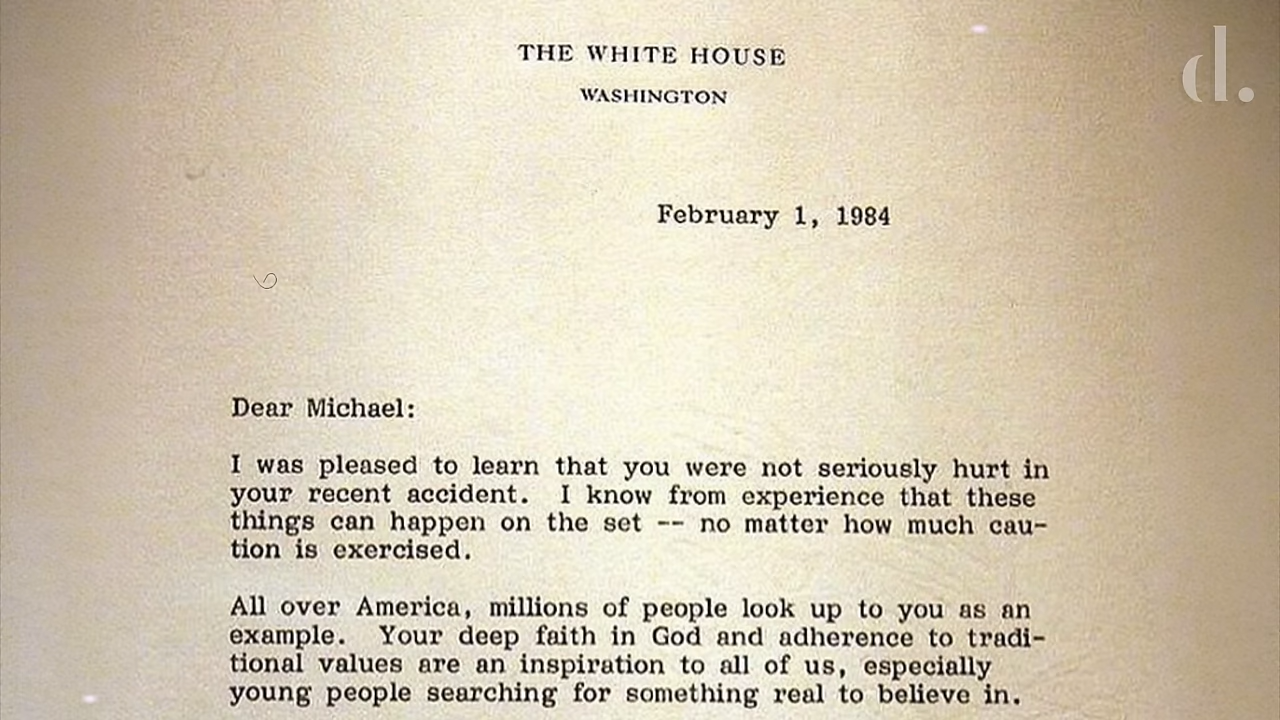 d.
THE WHITE HOUSE
WASHINGTON
February 1, 1984
Dear Michael:
I was pleased to learn that you were not seriously hurt in
your recent accident.  I know from experience that these
things can happen on the set -- no matter how much cau-
tion is exercised.
All over America, millions of people look up to you as an
example.  Your deep faith in God and adherence to tradi-
tional values are an inspiration to all of us, especially
young people searching for something real to believe in.